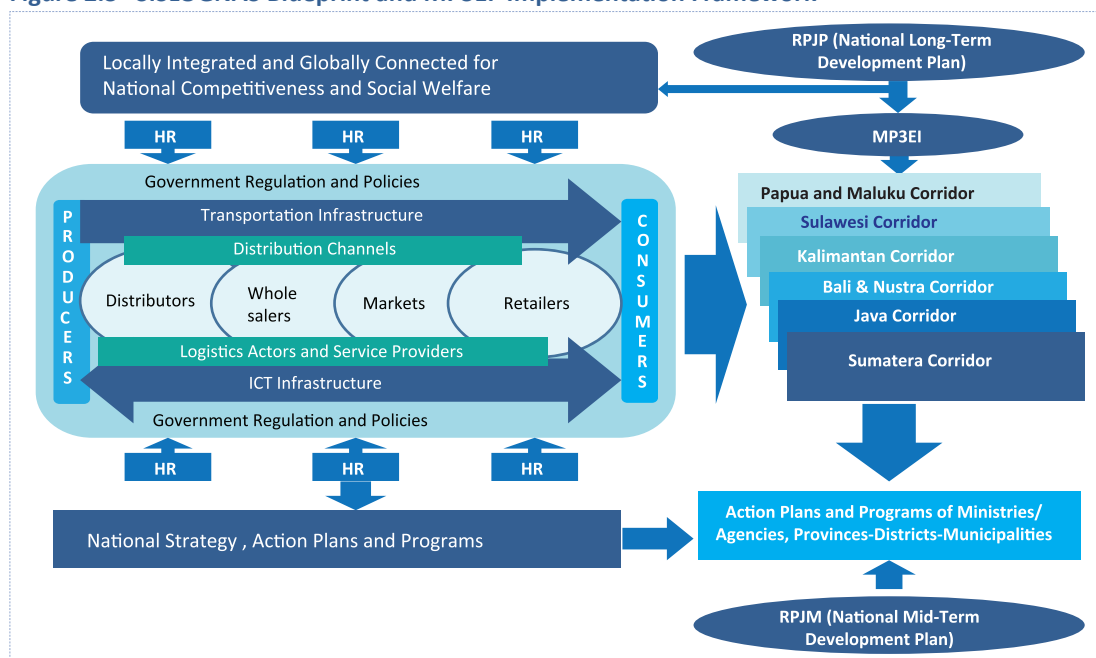 Locally Integrated and Globally Connected for
National Competitiveness and Social Welfare
RPJP (National Long-Term
Development Plan)
MP3EI
HR
HR
HR
Government Regulation and Policies
Transportation Infrastructure
Distribution Channels
PRODUCERS
Distributors
Whole
salers
Markets
Retailers
CONSUMERS
Logistics Actors and Service Providers
ICT Infrastructure
Government Regulation and Policies
HR
HR
HR
Papua and Maluku Corridor
Sulawesi Corridor
Kalimantan Corridor
Bali & Nustra Corridor
Java Corridor
Sumatera Corridor
National Strategy , Action Plans and Programs
Action Plans and Programs of Ministries/
Agencies, Provinces-Districts-Municipalities
RPJM (National Mid-Term
Development Plan)